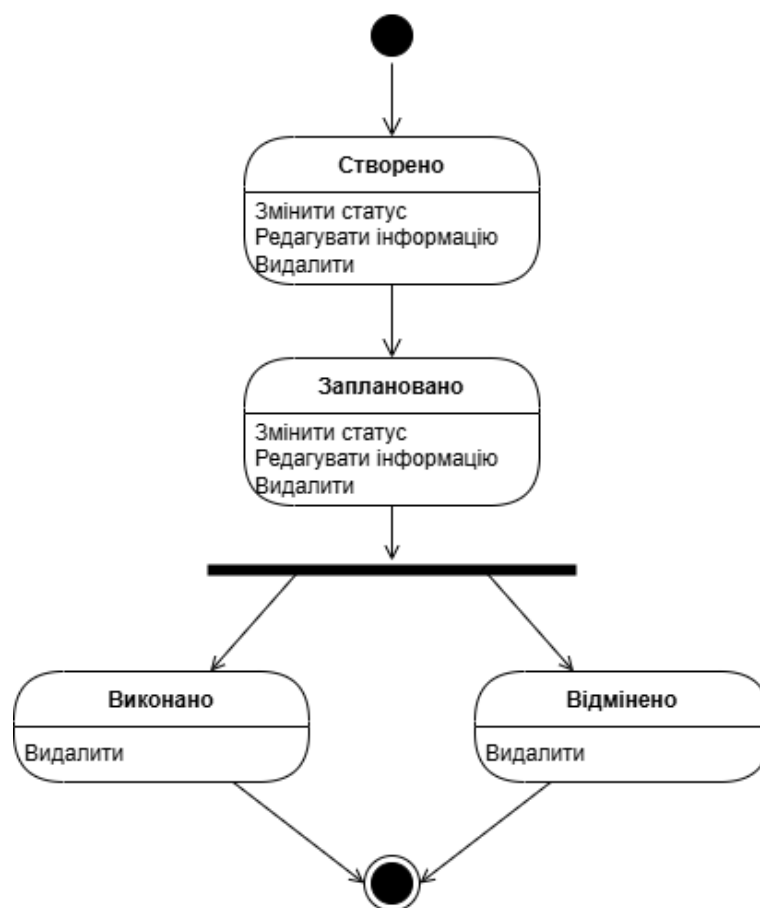 Створено
Змінити статус
Редагувати інформацію
Видалити
Заплановано
Змінити статус
Редагувати інформацію
Видалити
Виконано
Видалити
Відмінено
Видалити